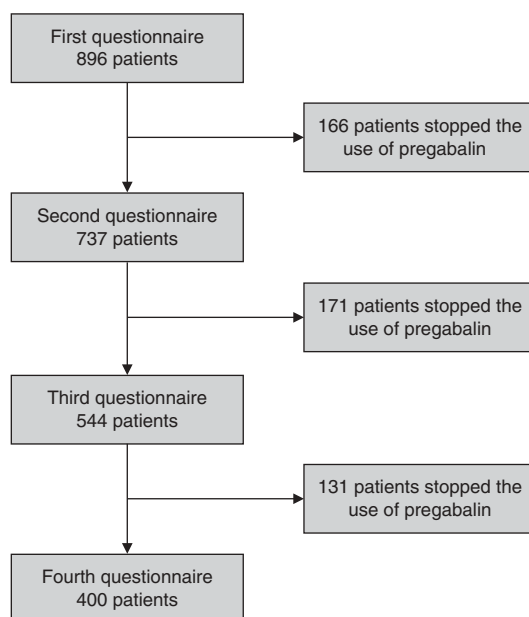 First questionnaire
896 patients
166 patients stopped the
use of pregabalin
Second questionnaire
737 patients
171 patients stopped the
use of pregabalin
Third questionnaire
544 patients
131 patients stopped the
use of pregabalin
Fourth questionnaire
400 patients